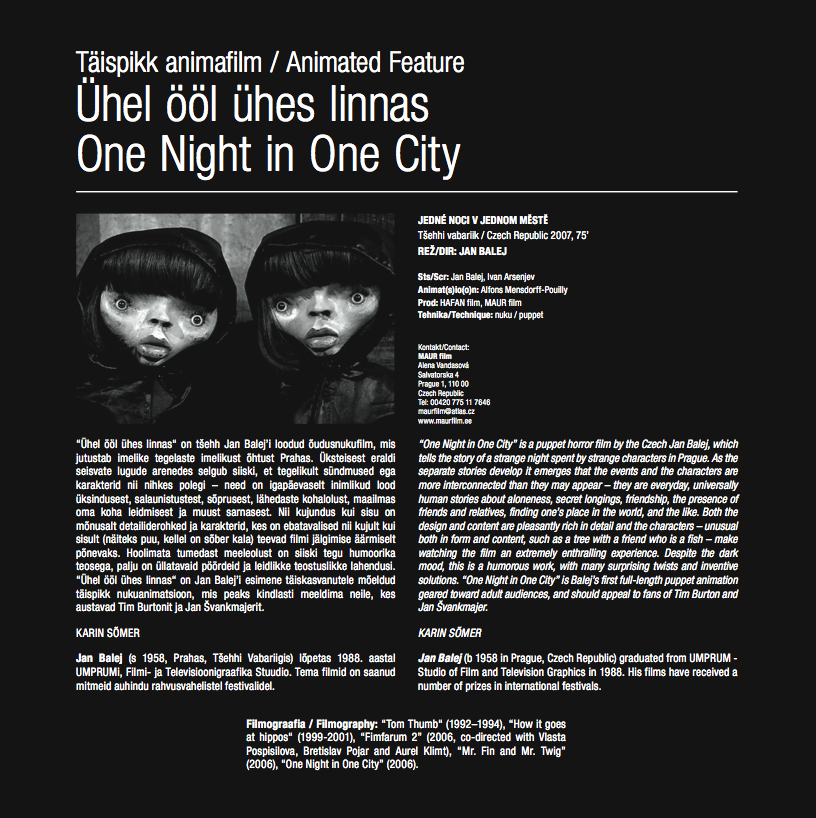 Täispikk animafilm / Animated Feature
Ühel ööl ühes linnas
One Night in One City
JEDNÉ NOCI V JEDNOM MĚSTĚ
Tšehhi vabariik / Czech Republic 2007, 75’
REŽ/DIR: JAN BALEJ
Sts/Scr: Jan Balej, Ivan Arsenjev
Animat(s)io(o)n: Alfons Mensdorff-Pouilly
Prod: HAFAN film, MAUR film
Tehnika/Technique: nuku / puppet
Kontakt/Contact:
MAUR film
Alena Vandasová
Salvatorska 4
Prague 1, 110 00
Czech Republic
Tel: 00420 775 11 7646
maurfilm@atlas.cz
www.maurfilm.ee
“Ühel ööl ühes linnas“ on tšehh Jan Balej’i loodud õudusnukufilm, mis
jutustab imelike tegelaste imelikust õhtust Prahas. Üksteisest eraldi
seisvate lugude arenedes selgub siiski, et tegelikult sündmused ega
karakterid nii nihkes polegi – need on igapäevaselt inimlikud lood
üksindusest, salaunistustest, sõprusest, lähedaste kohalolust, maailmas
oma koha leidmisest ja muust sarnasest. Nii kujundus kui sisu on
mõnusalt detailiderohked ja karakterid, kes on ebatavalised nii kujult kui
sisult (näiteks puu, kellel on sõber kala) teevad filmi jälgimise äärmiselt
põnevaks. Hoolimata tumedast meeleolust on siiski tegu humoorika
teosega, palju on üllatavaid pöördeid ja leidlikke teostuslikke lahendusi.
“Ühel ööl ühes linnas“ on Jan Balej’i esimene täiskasvanutele mõeldud
täispikk nukuanimatsioon, mis peaks kindlasti meeldima neile, kes
austavad Tim Burtonit ja Jan Švankmajerit.
KARIN SÕMER
Jan Balej (s 1958, Prahas, Tšehhi Vabariigis) lõpetas 1988. aastal
UMPRUMi, Filmi- ja Televisioonigraafika Stuudio. Tema filmid on saanud
mitmeid auhindu rahvusvahelistel festivalidel.
“One Night in One City” is a puppet horror film by the Czech Jan Balej, which
tells the story of a strange night spent by strange characters in Prague. As the
separate stories develop it emerges that the events and the characters are
more interconnected than they may appear – they are everyday, universally
human stories about aloneness, secret longings, friendship, the presence of
friends and relatives, finding one’s place in the world, and the like. Both the
design and content are pleasantly rich in detail and the characters – unusual
both in form and content, such as a tree with a friend who is a fish – make
watching the film an extremely enthralling experience. Despite the dark
mood, this is a humorous work, with many surprising twists and inventive
solutions. “One Night in One City” is Balej’s first full-length puppet animation
geared toward adult audiences, and should appeal to fans of Tim Burton and
Jan Švankmajer.
KARIN SÕMER
Jan Balej (b 1958 in Prague, Czech Republic) graduated from UMPRUM -
Studio of Film and Television Graphics in 1988. His films have received a
number of prizes in international festivals.
Filmograafia / Filmography: “Tom Thumb“ (1992–1994), “How it goes
at hippos“ (1999-2001), “Fimfarum 2” (2006, co-directed with Vlasta
Pospisilova, Bretislav Pojar and Aurel Klimt), “Mr. Fin and Mr. Twig”
(2006), “One Night in One City” (2006).